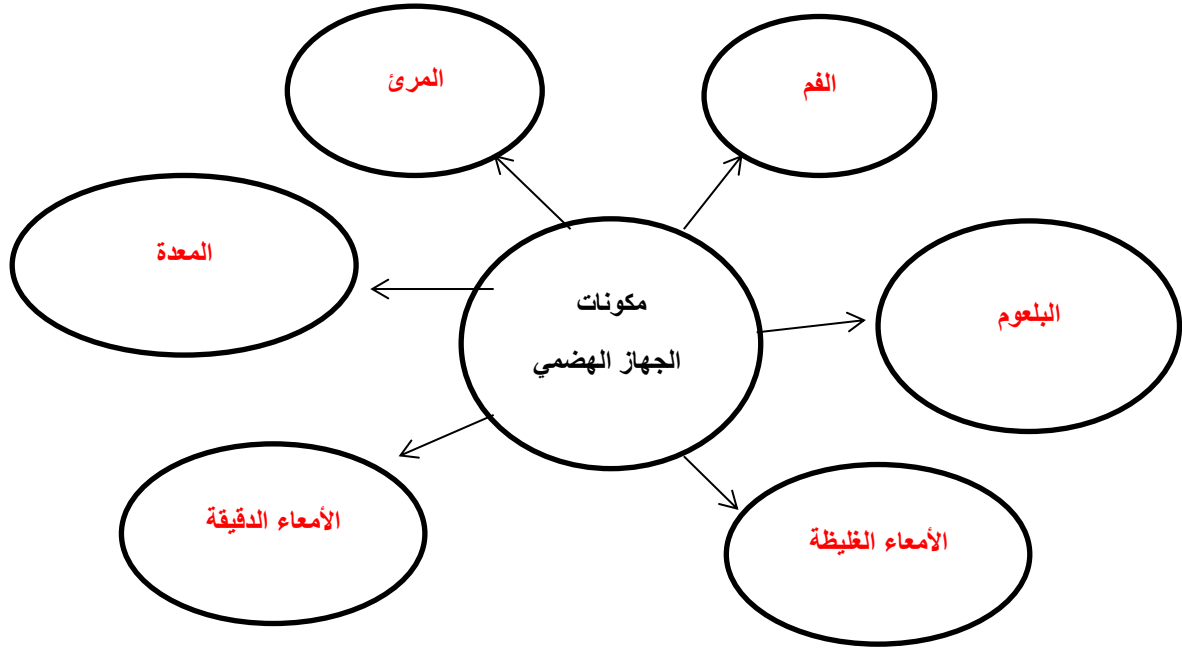 الفم
المرئ
المعدة
البلعوم
مكونات
الجهاز الهضمي
الأمعاء الدقيقة
الأمعاء الغليظة